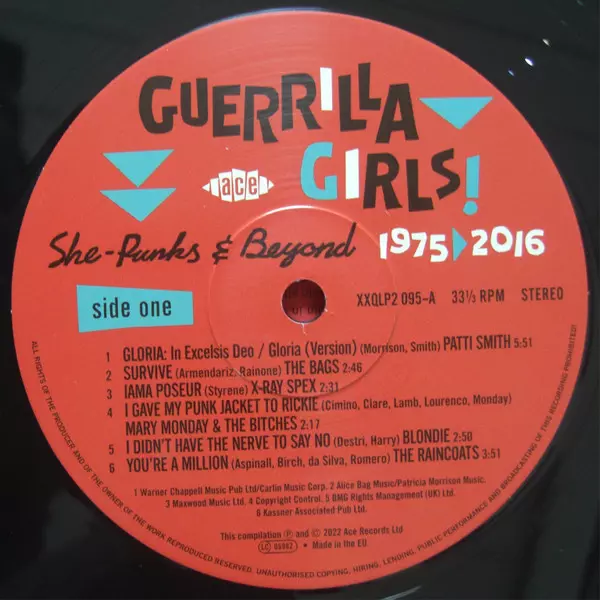 GUERRILLA
GIRLS!
ace
She-Punks & Beyond 1975 2016
side one
XXQLP2 095-A 33⅓ RPM STEREO
1 GLORIA: In Excelsis Deo / Gloria (Version) (Morrison, Smith) PATTI SMITH 5:51
2 SURVIVE (Armendariz, Rainone) THE BAGS 2:46
3 IAMA POSEUR (Styrene) X-RAY SPEX 2:31
4 I GAVE MY PUNK JACKET TO RICKIE (Cimino, Clare, Lamb, Lourenco, Monday)
MARY MONDAY & THE BITCHES 2:17
5 I DIDN'T HAVE THE NERVE TO SAY NO (Destri, Harry) BLONDIE 2:50
6 YOU'RE A MILLION (Aspinall, Birch, da Silva, Romero) THE RAINCOATS 3:51
1 Warner Chappell Music Pub Ltd/Carlin Music Corp. 2 Alice Bag Music/Patricia Morrison Music.
3 Maxwood Music Ltd. 4 Copyright Control. 5 BMG Rights Management (UK) Ltd.
6 Kassner Associated Pub Ltd.
This compilation Ⓟ and © 2022 Ace Records Ltd
LC 05982 • Made in the EU
ALL RIGHTS OF THE PRODUCER AND OF THE OWNER OF THE WORK REPRODUCED RESERVED. UNAUTHORISED COPYING, HIRING, LENDING, PUBLIC PERFORMANCE AND BROADCASTING OF THIS RECORDING PROHIBITED!